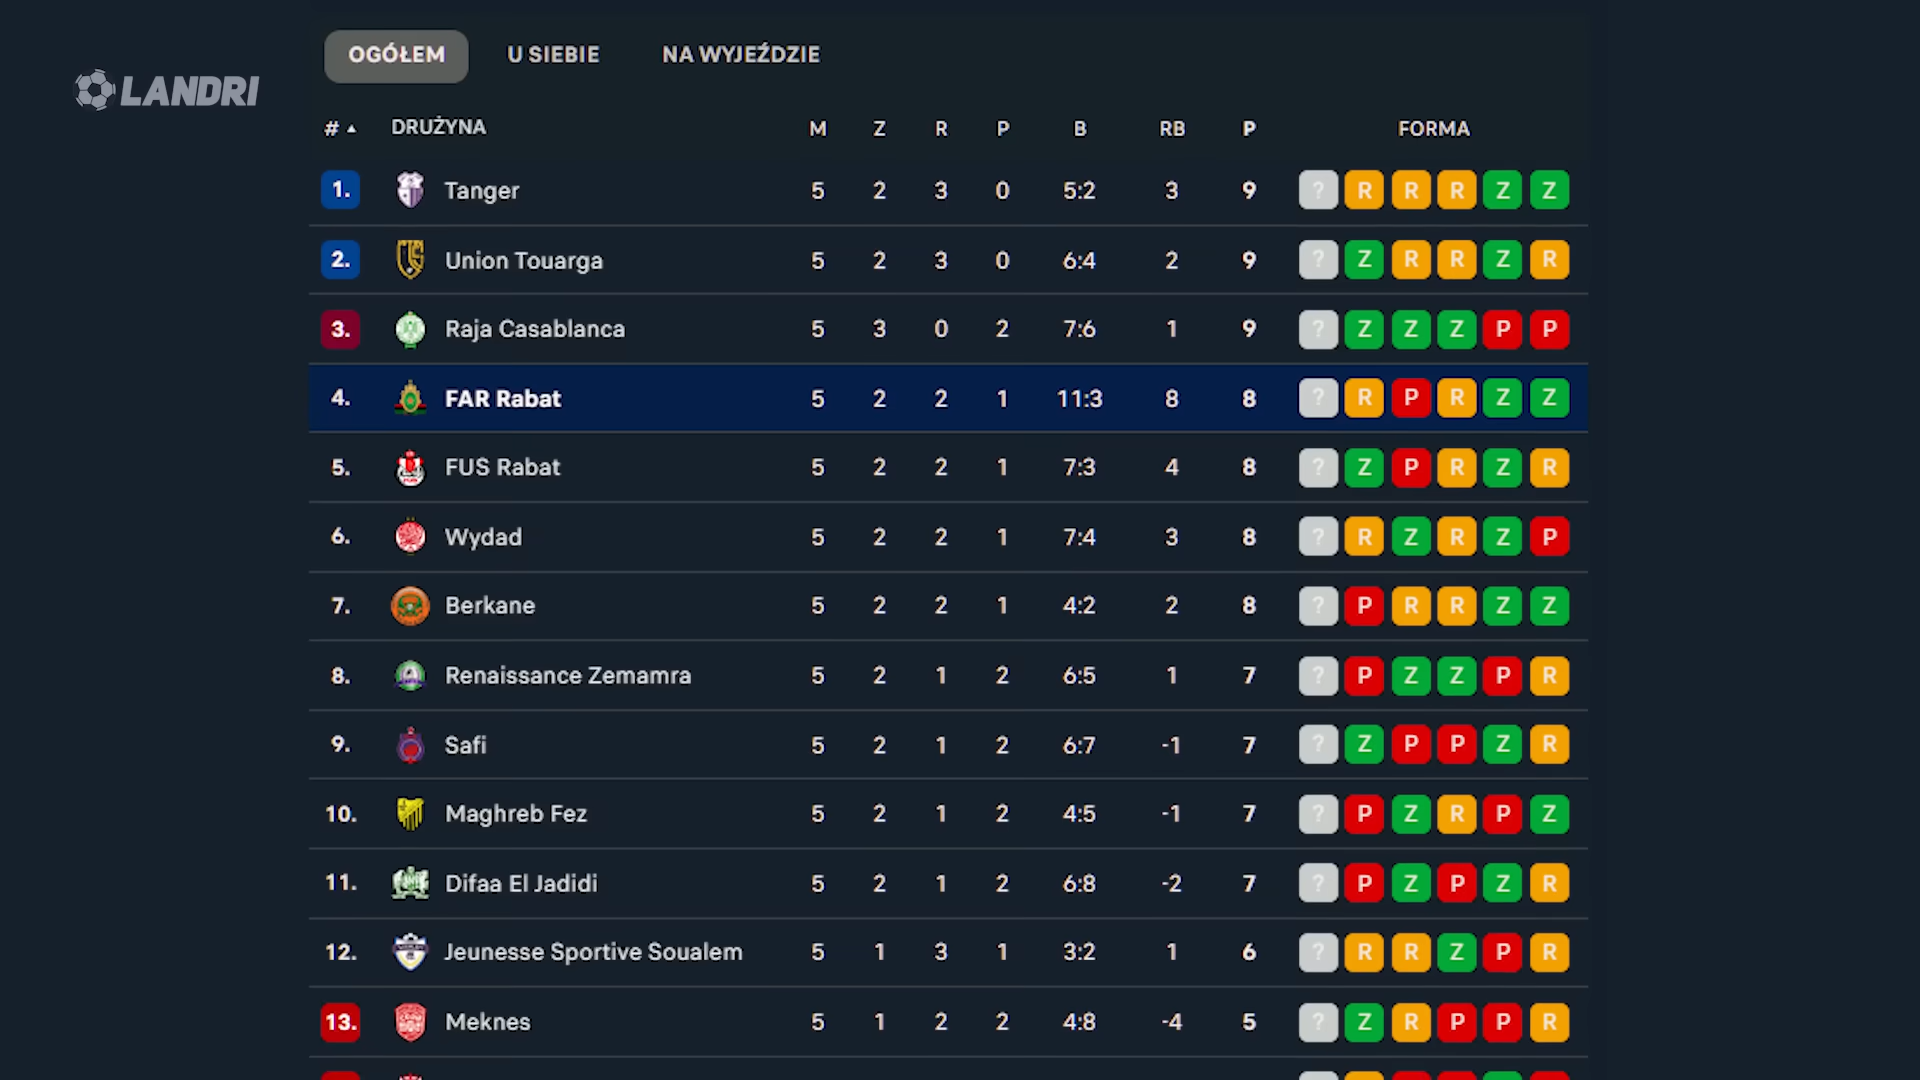 OGÓŁEM U SIEBIE NA WYJEŹDZIE
LANDRI
# DRUŻYNA M Z R P B RB P FORMA
1. Tanger 5 2 3 0 5:2 3 9 ? R R R Z Z
2. Union Touarga 5 2 3 0 6:4 2 9 ? Z R R Z R
3. Raja Casablanca 5 3 0 2 7:6 1 9 ? Z Z Z P P
4. FAR Rabat 5 2 2 1 11:3 8 8 ? R P R Z Z
5. FUS Rabat 5 2 2 1 7:3 4 8 ? Z P R Z R
6. Wydad 5 2 2 1 7:4 3 8 ? R Z R Z P
7. Berkane 5 2 2 1 4:2 2 8 ? P R R Z Z
8. Renaissance Zemamra 5 2 1 2 6:5 1 7 ? P Z Z P R
9. Safi 5 2 1 2 6:7 -1 7 ? Z P P Z R
10. Maghreb Fez 5 2 1 2 4:5 -1 7 ? P Z R P Z
11. Difaa El Jadidi 5 2 1 2 6:8 -2 7 ? P Z P Z R
12. Jeunesse Sportive Soualem 5 1 3 1 3:2 1 6 ? R R Z P R
13. Meknes 5 1 2 2 4:8 -4 5 ? Z R P P R